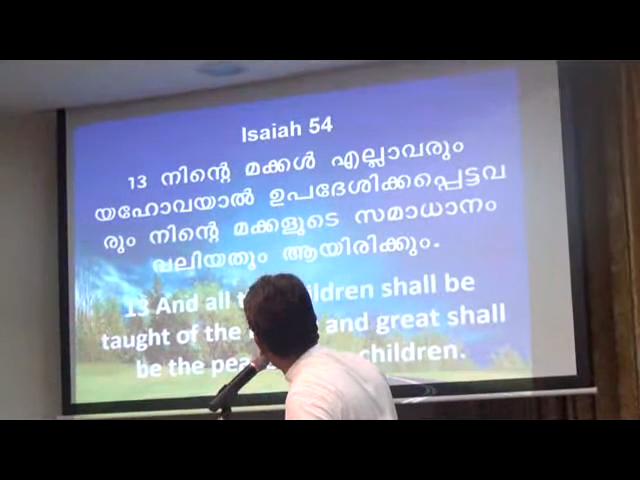 Isaiah 54
13 നിന്റെ മക്കൾ എല്ലാവരും
യഹോവയാൽ ഉപദേശിക്കപ്പെട്ടവ
രും നിന്റെ മക്കളുടെ സമാധാനം
വലിയതും ആയിരിക്കും.
13 And all children shall be
taught of the and great shall
be the children.